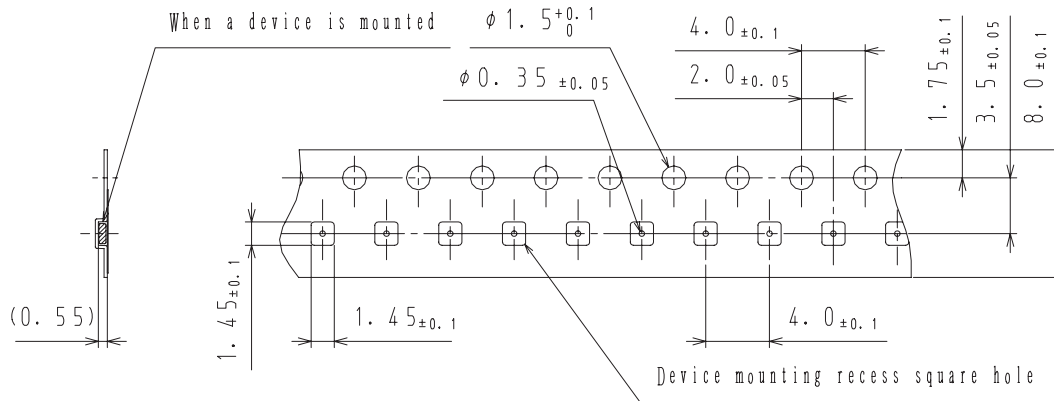 When a device is mounted
φ1.5+0.1 0
φ0.35±0.05
4.0±0.1
2.0±0.05
1.75±0.1
3.5±0.05
8.0±0.1
(0.55)
1.45±0.1
1.45±0.1
4.0±0.1
Device mounting recess square hole